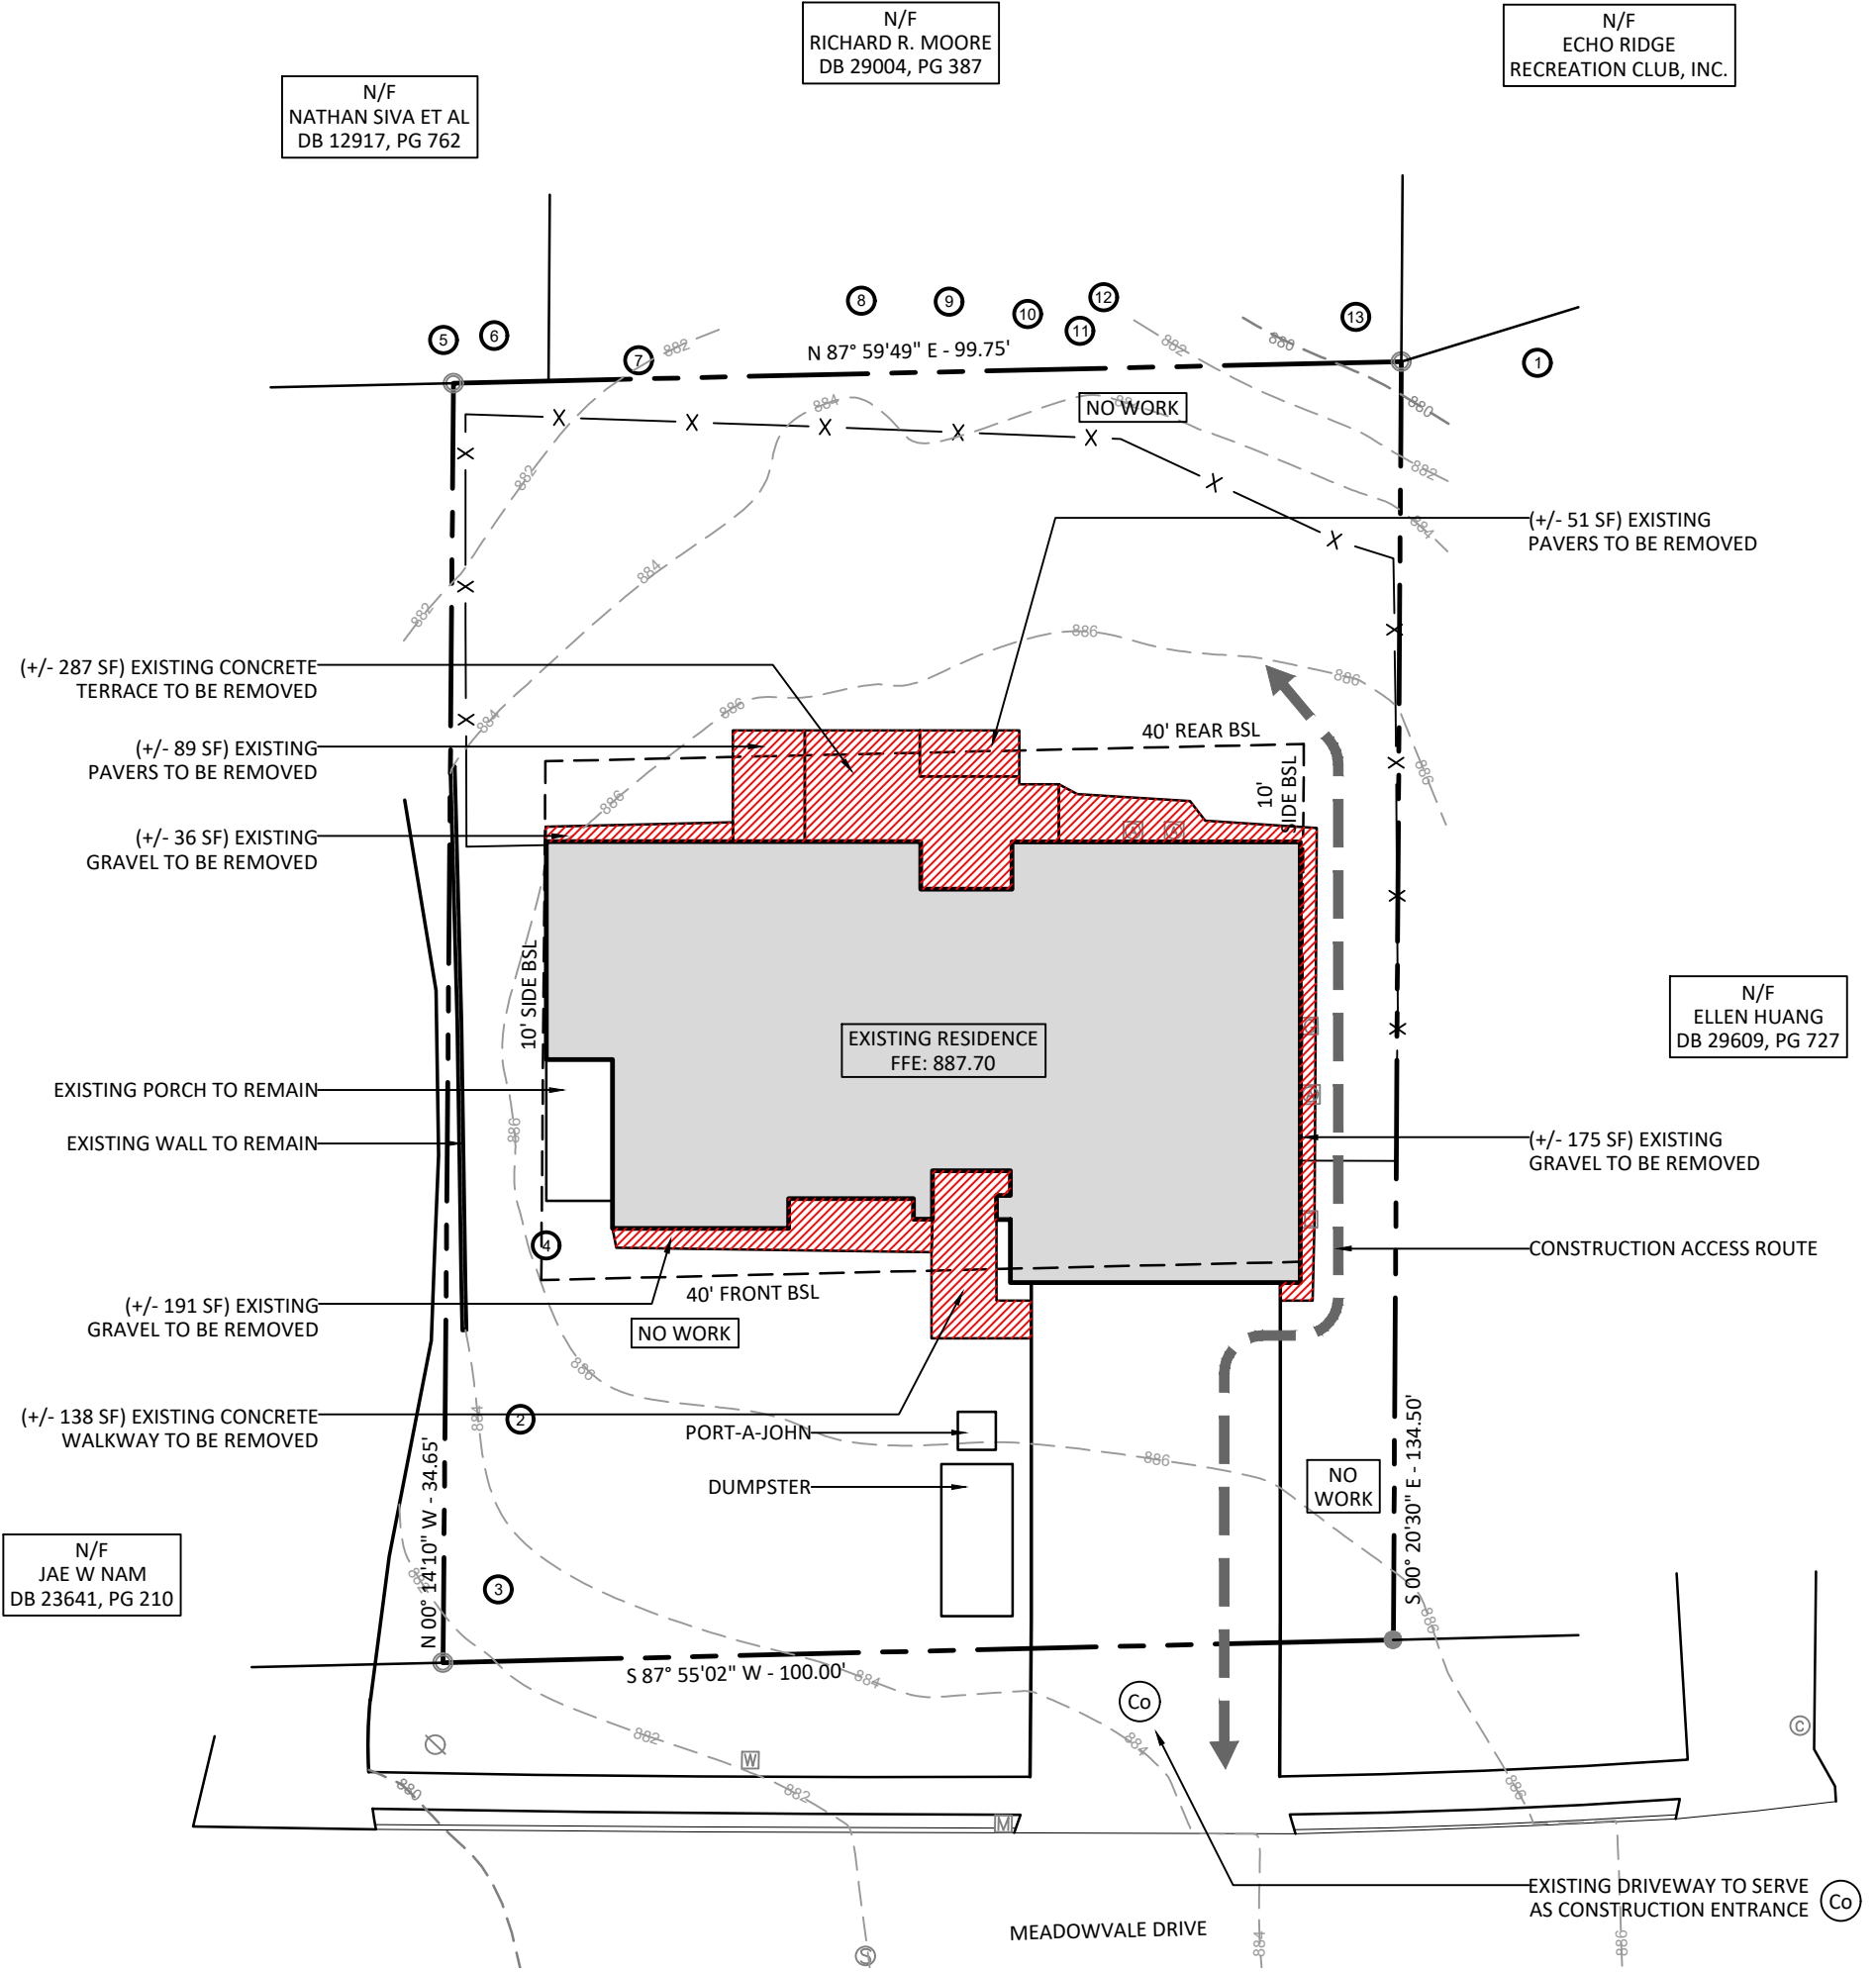 N/F
RICHARD R. MOORE
DB 29004, PG 387
N/F
ECHO RIDGE
RECREATION CLUB, INC.
N/F
NATHAN SIVA ET AL
DB 12917, PG 762
5
6
7
8
9
10
11
12
13
1
882
882
880
N 87° 59'49" E - 99.75'
884
NO WORK
880
882
882
884
884
882
X
X
X
X
X
X
X
X
X
X
X
X
X
X
(+/- 51 SF) EXISTING
PAVERS TO BE REMOVED
886
886
(+/- 287 SF) EXISTING CONCRETE
TERRACE TO BE REMOVED
884
886
40' REAR BSL
(+/- 89 SF) EXISTING
PAVERS TO BE REMOVED
886
886
10'
SIDE BSL
(+/- 36 SF) EXISTING
GRAVEL TO BE REMOVED
10' SIDE BSL
EXISTING RESIDENCE
FFE: 887.70
N/F
ELLEN HUANG
DB 29609, PG 727
EXISTING PORCH TO REMAIN
886
EXISTING WALL TO REMAIN
(+/- 175 SF) EXISTING
GRAVEL TO BE REMOVED
4
CONSTRUCTION ACCESS ROUTE
40' FRONT BSL
(+/- 191 SF) EXISTING
GRAVEL TO BE REMOVED
NO WORK
886
(+/- 138 SF) EXISTING CONCRETE
WALKWAY TO BE REMOVED
2
884
PORT-A-JOHN
886
DUMPSTER
NO
WORK
N 00° 14'10" W - 34.65'
S 00° 20'30" E - 134.50'
N/F
JAE W NAM
DB 23641, PG 210
882
3
886
S 87° 55'02" W - 100.00'
884
Co
884
882
W
C
880
882
886
M
EXISTING DRIVEWAY TO SERVE
AS CONSTRUCTION ENTRANCE
Co
MEADOWVALE DRIVE
884
886
S